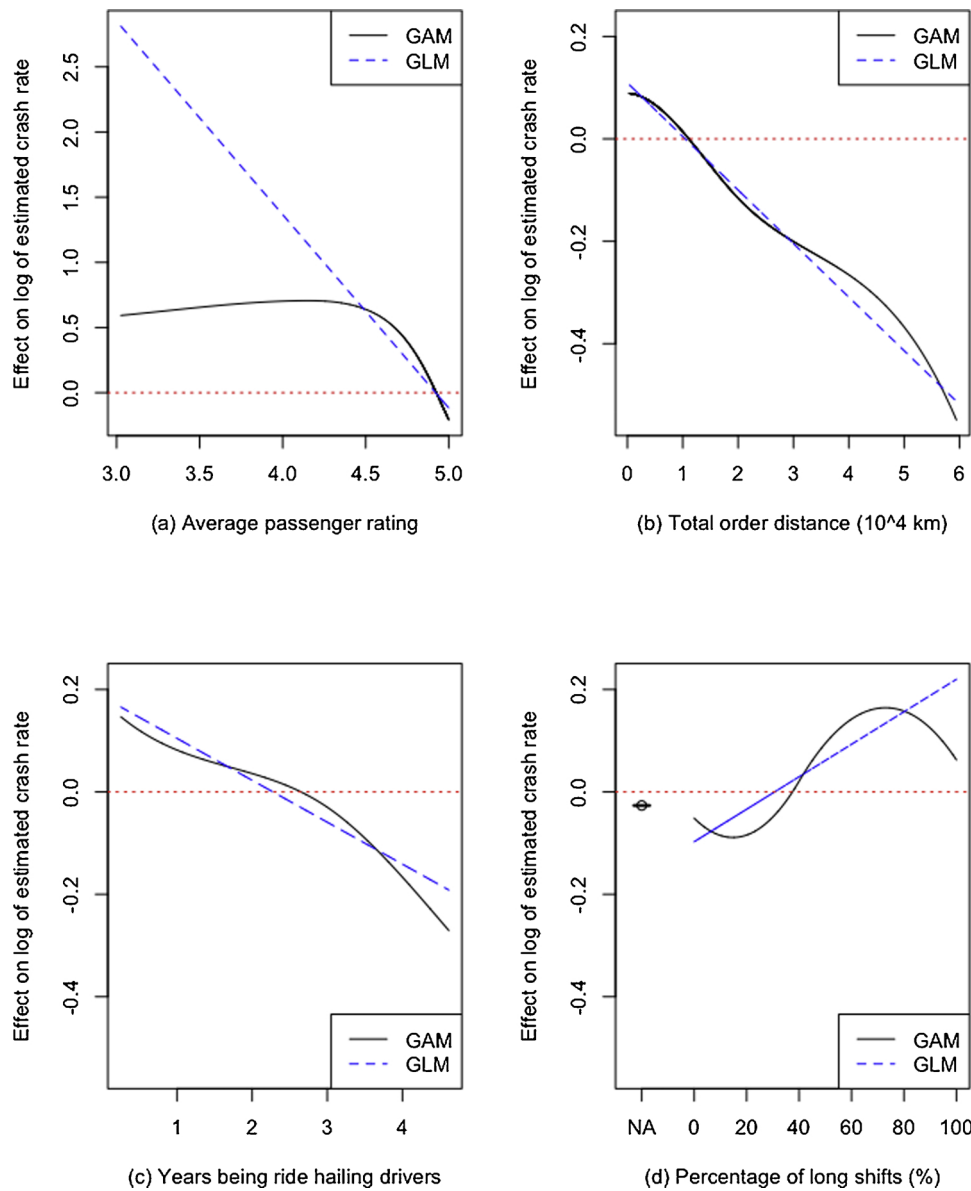 GAM
GLM
Effect on log of estimated crash rate
0.0 0.5 1.0 1.5 2.0 2.5
3.0 3.5 4.0 4.5 5.0
(a) Average passenger rating
GAM
GLM
Effect on log of estimated crash rate
-0.4 -0.2 0.0 0.2
0 1 2 3 4 5 6
(b) Total order distance (10^4 km)
Effect on log of estimated crash rate
-0.4 -0.2 0.0 0.2
GAM
GLM
1 2 3 4
(c) Years being ride hailing drivers
Effect on log of estimated crash rate
-0.4 -0.2 0.0 0.2
GAM
GLM
NA 0 20 40 60 80 100
(d) Percentage of long shifts (%)